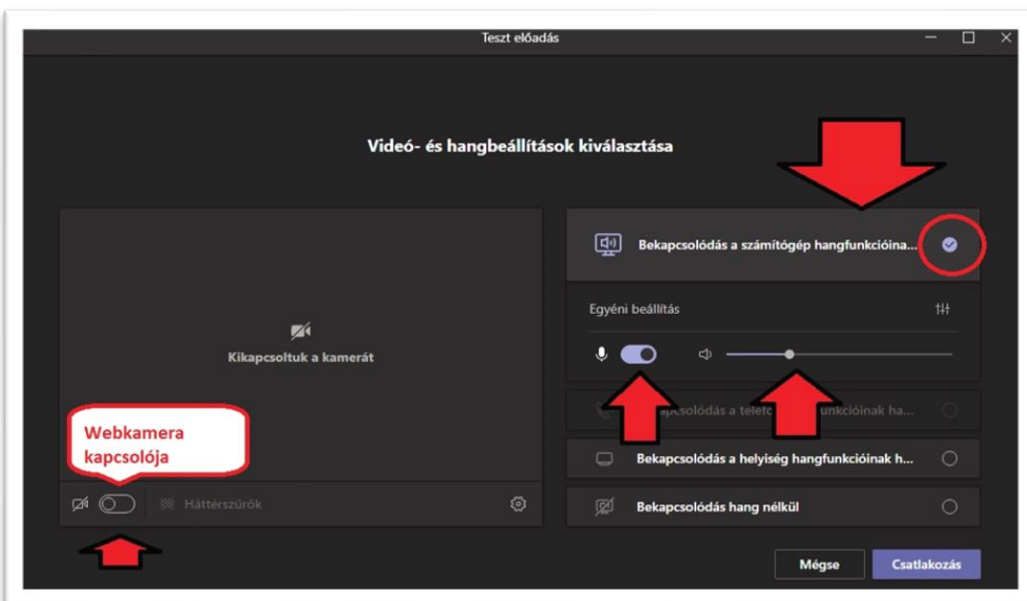 Teszt előadás
Videó- és hangbeállítások kiválasztása
Bekapcsolódás a számítógép hangfunkcióina...
Egyéni beállítás
Kikapcsoltuk a kamerát
Webkamera
kapcsolója
Háttérszűrők
Bekapcsolódás a helyiség hangfunkcióinak h...
Bekapcsolódás hang nélkül
Mégse
Csatlakozás